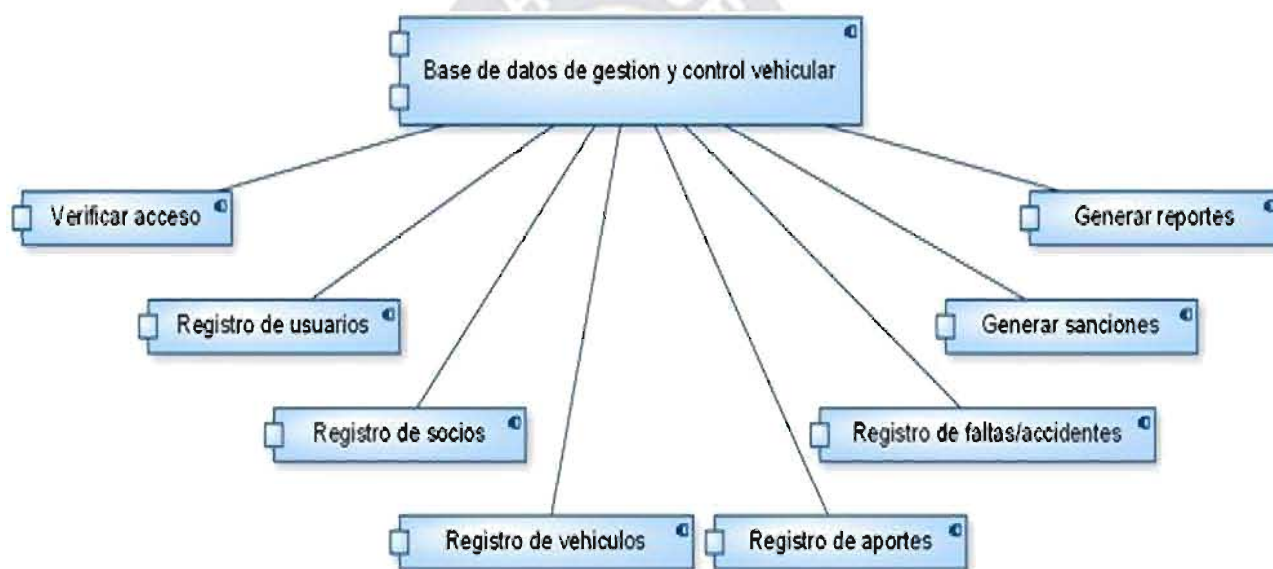 Base de datos de gestion y control vehicular
Verificar acceso
Generar reportes
Registro de usuarios
Generar sanciones
Registro de socios
Registro de faltas/accidentes
Registro de vehiculos
Registro de aportes